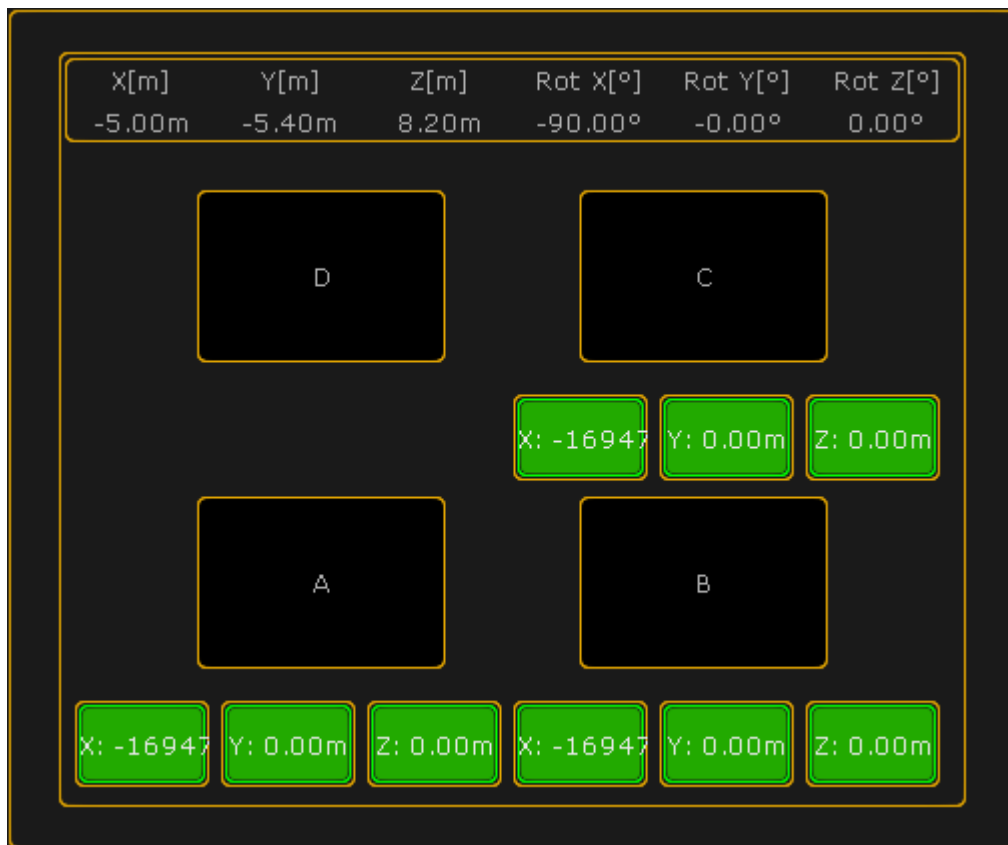 X[m] Y[m] Z[m] Rot X[°] Rot Y[°] Rot Z[°]
-5.00m -5.40m 8.20m -90.00° -0.00° 0.00°
D C
X: -16947 Y: 0.00m Z: 0.00m
A B
X: -16947 Y: 0.00m Z: 0.00m X: -16947 Y: 0.00m Z: 0.00m